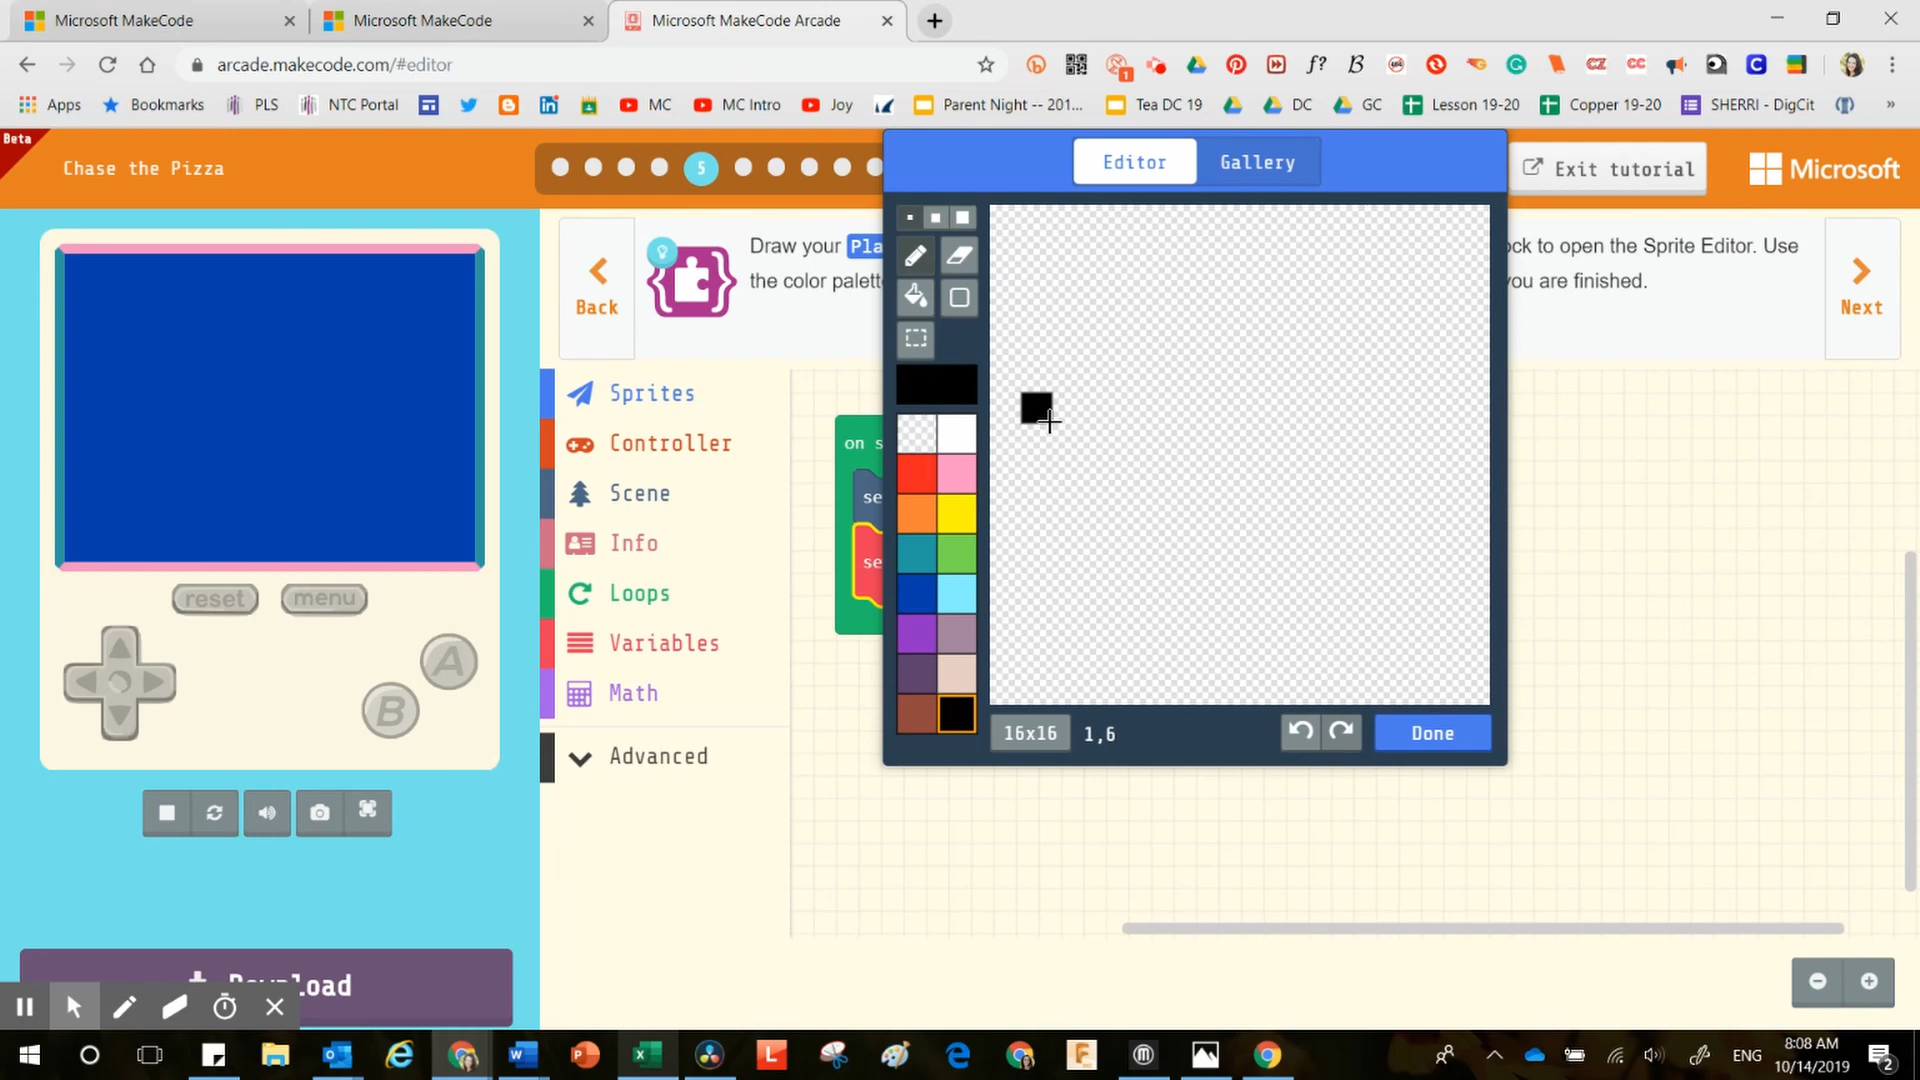 Microsoft MakeCode
Microsoft MakeCode
Microsoft MakeCode Arcade
arcade.makecode.com/#editor
Apps
Bookmarks
PLS
NTC Portal
MC
MC Intro
Joy
Parent Night -- 201...
Tea DC 19
DC
GC
Lesson 19-20
Copper 19-20
SHERRI - DigCit
Beta
Chase the Pizza
5
Editor
Gallery
Exit tutorial
Microsoft
Back
Draw your Pla
ck to open the Sprite Editor. Use
the color palett
you are finished.
Next
Sprites
Controller
Scene
Info
Loops
Variables
Math
Advanced
on s
se
se
reset
menu
A
B
16x16
1,6
Done
Download
ENG
8:08 AM
10/14/2019
2